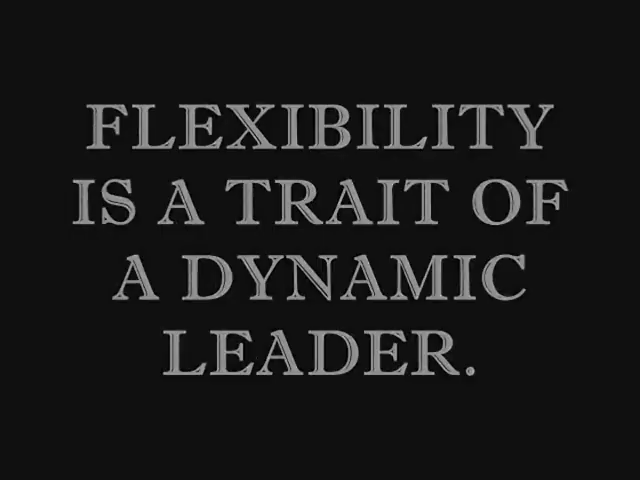 FLEXIBILITY
IS A TRAIT OF
A DYNAMIC
LEADER.